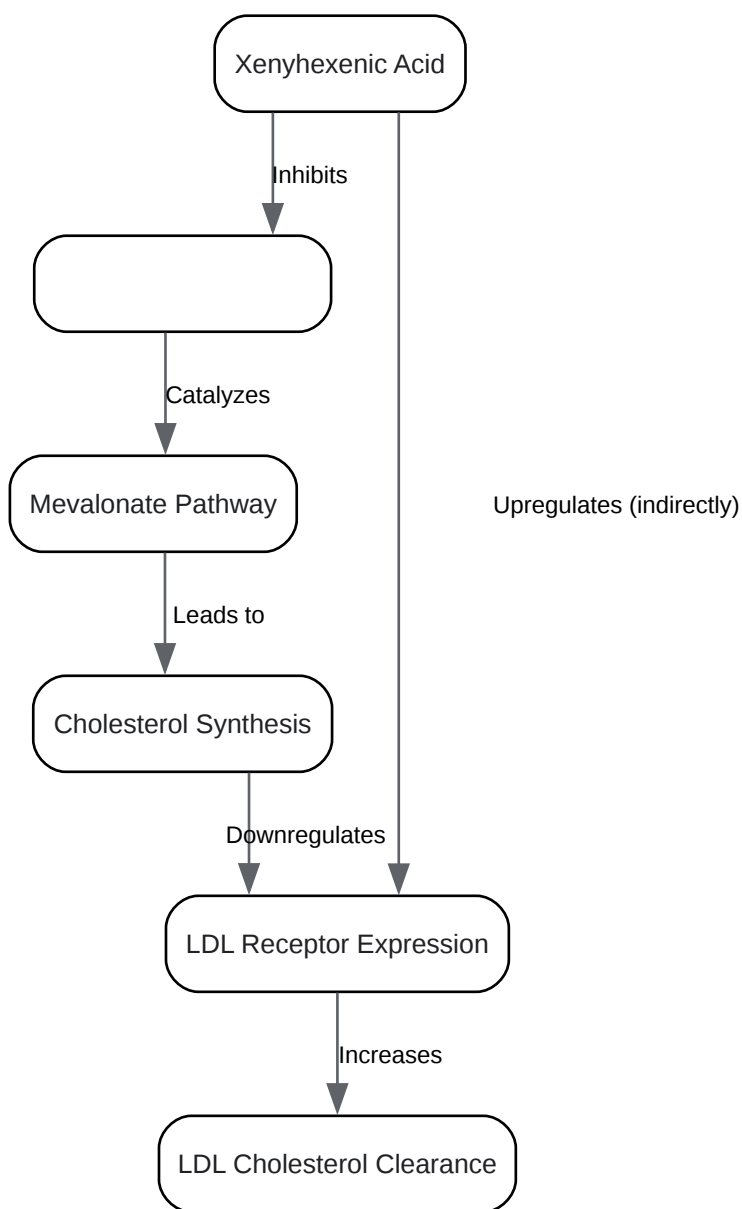 Xenyhexenic Acid
Inhibits
Catalyzes
Mevalonate Pathway
Upregulates (indirectly)
Leads to
Cholesterol Synthesis
Downregulates
LDL Receptor Expression
Increases
LDL Cholesterol Clearance